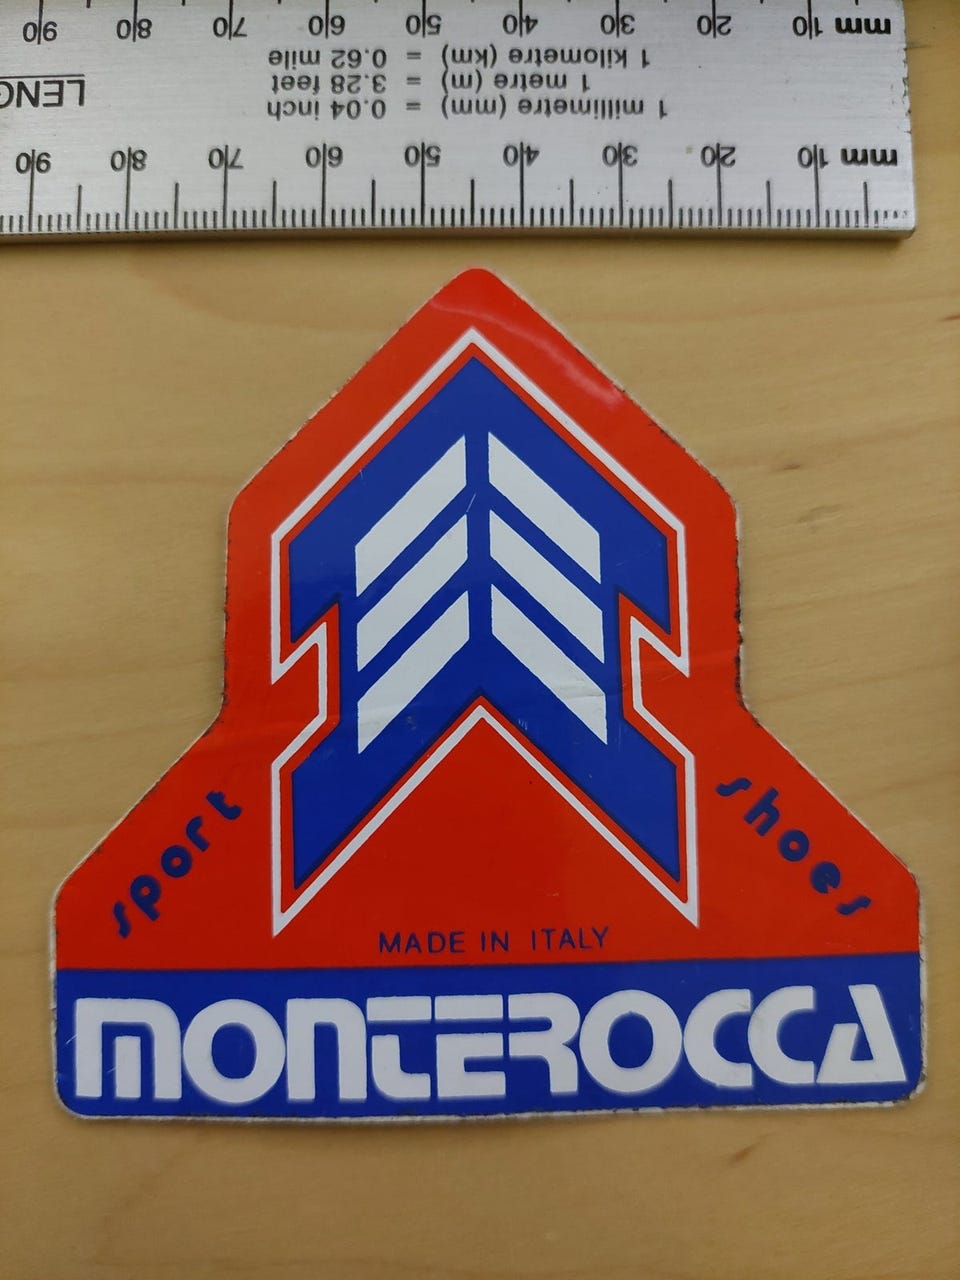 mm 10 20 30 40 50 60 70 80 90
1 millimetre (mm) = 0.04 inch
1 metre (m) = 3.28 feet
1 kilometre (km) = 0.62 mile
mm 10 20 30 40 50 60 70 80 90
sport
shoes
MADE IN ITALY
MONTEROCCA